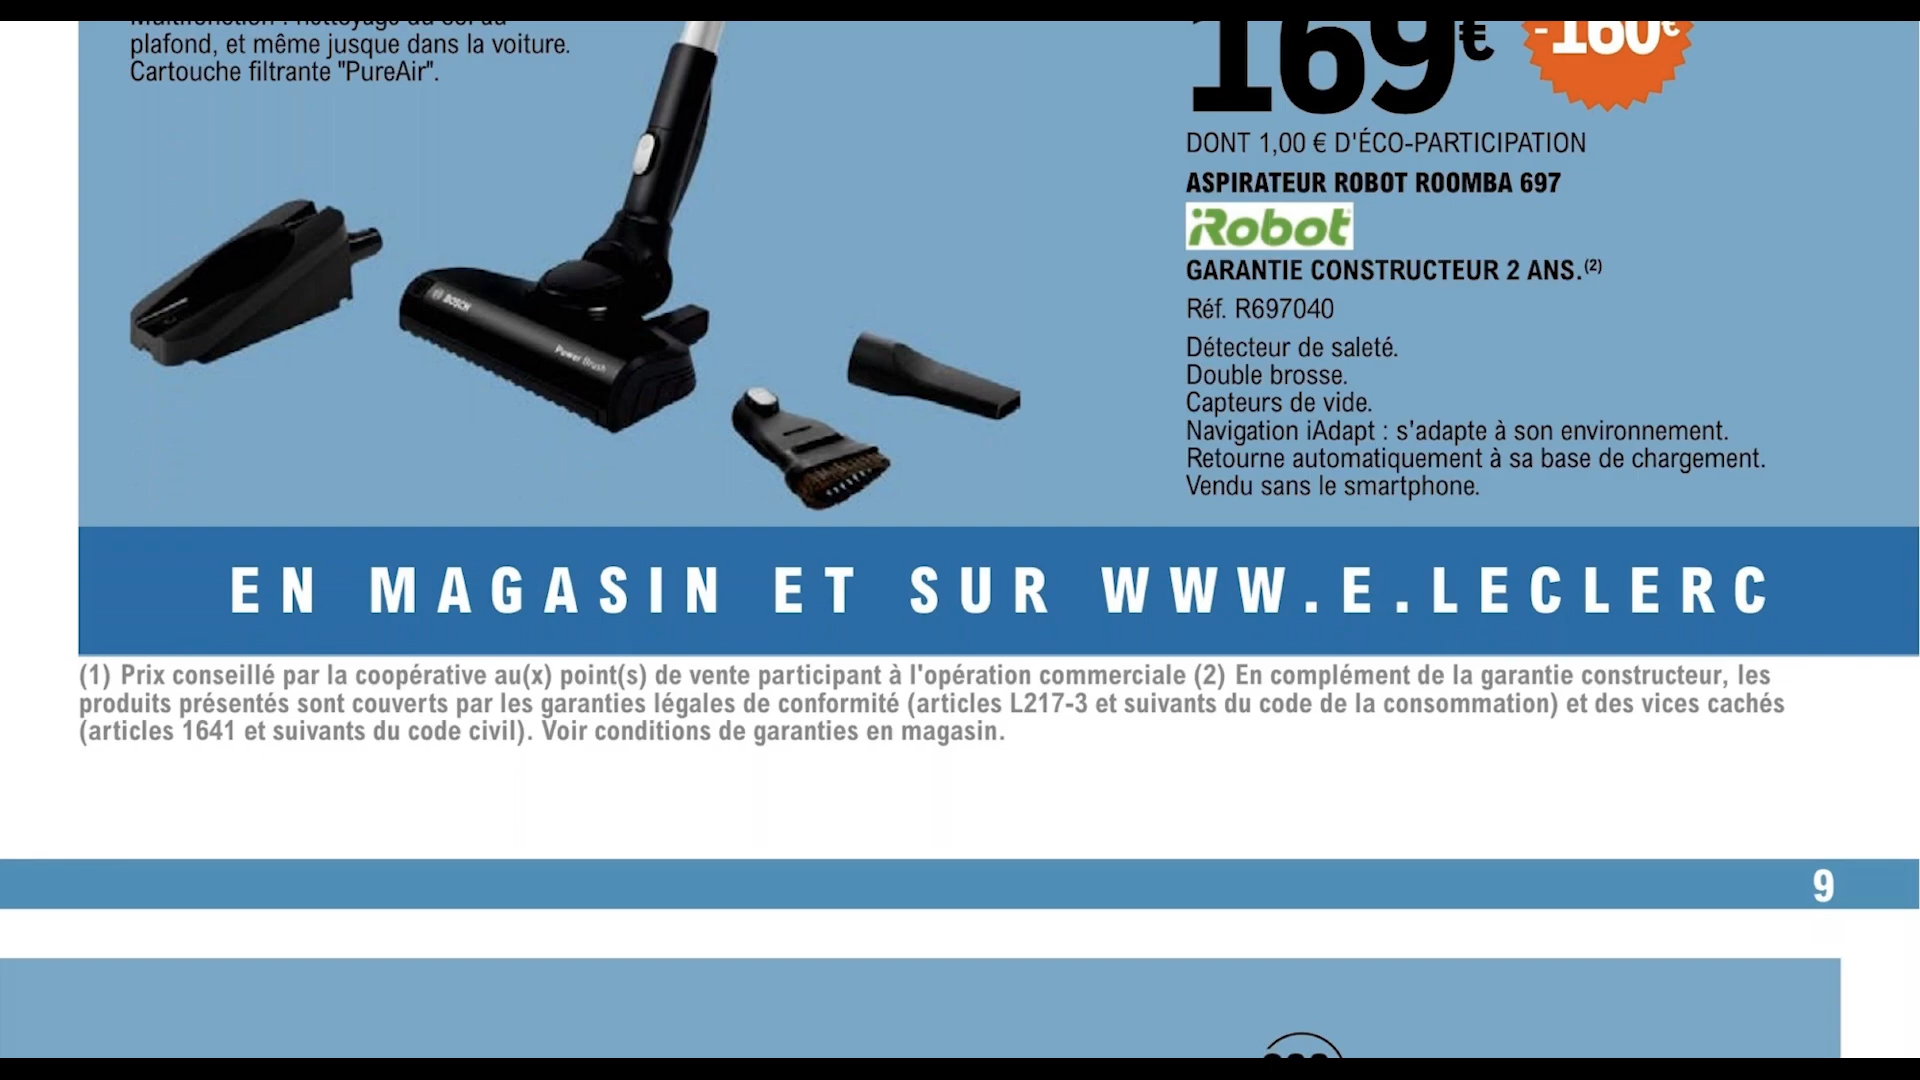 Multifonction : nettoyage du sol au
plafond, et même jusque dans la voiture.
Cartouche filtrante "PureAir".
BOSCH
Power Brush
169€
-160€
DONT 1,00 € D'ÉCO-PARTICIPATION
ASPIRATEUR ROBOT ROOMBA 697
iRobot
GARANTIE CONSTRUCTEUR 2 ANS.(2)
Réf. R697040
Détecteur de saleté.
Double brosse.
Capteurs de vide.
Navigation iAdapt : s'adapte à son environnement.
Retourne automatiquement à sa base de chargement.
Vendu sans le smartphone.
EN MAGASIN ET SUR WWW.E.LECLERC
(1) Prix conseillé par la coopérative au(x) point(s) de vente participant à l'opération commerciale (2) En complément de la garantie constructeur, les
produits présentés sont couverts par les garanties légales de conformité (articles L217-3 et suivants du code de la consommation) et des vices cachés
(articles 1641 et suivants du code civil). Voir conditions de garanties en magasin.
9